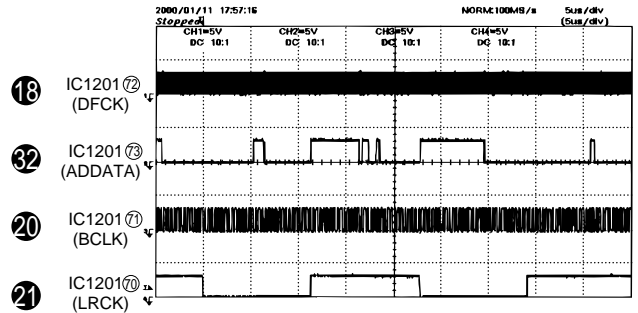 2000/01/11 17:57:16 NORM:100MS/s 5us/div
Stopped (5us/div)
CH1=5V CH2=5V CH3=5V CH4=5V
DC 10:1 DC 10:1 DC 10:1 DC 10:1
18 IC1201 72
(DFCK)
32 IC1201 73
(ADDATA)
20 IC1201 71
(BCLK)
21 IC1201 70
(LRCK)